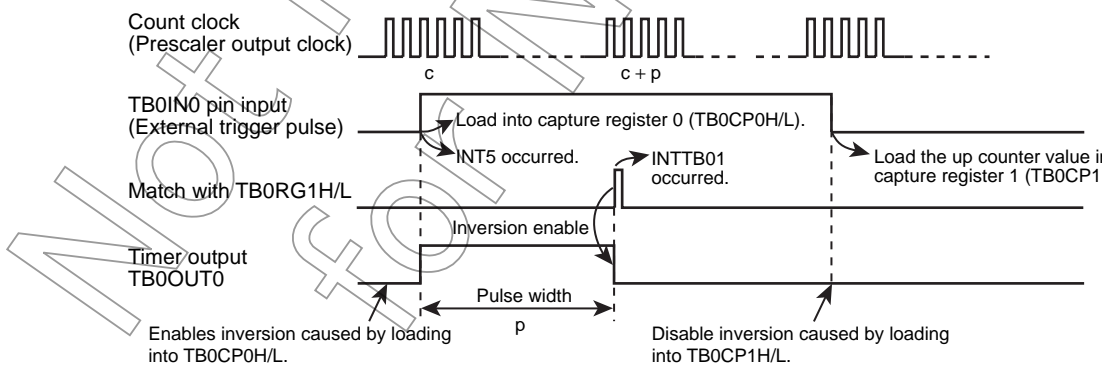 Count clock
(Prescaler output clock)
c
c + p
TB0IN0 pin input
(External trigger pulse)
Load into capture register 0 (TB0CP0H/L).
INT5 occurred.
INTTB01
occurred.
Load the up counter value
capture register 1 (TB0CP1
Match with TB0RG1H/L
Inversion enable
Timer output
TB0OUT0
Pulse width
p
Enables inversion caused by loading
into TB0CP0H/L.
Disable inversion caused by loading
into TB0CP1H/L.
Not
for